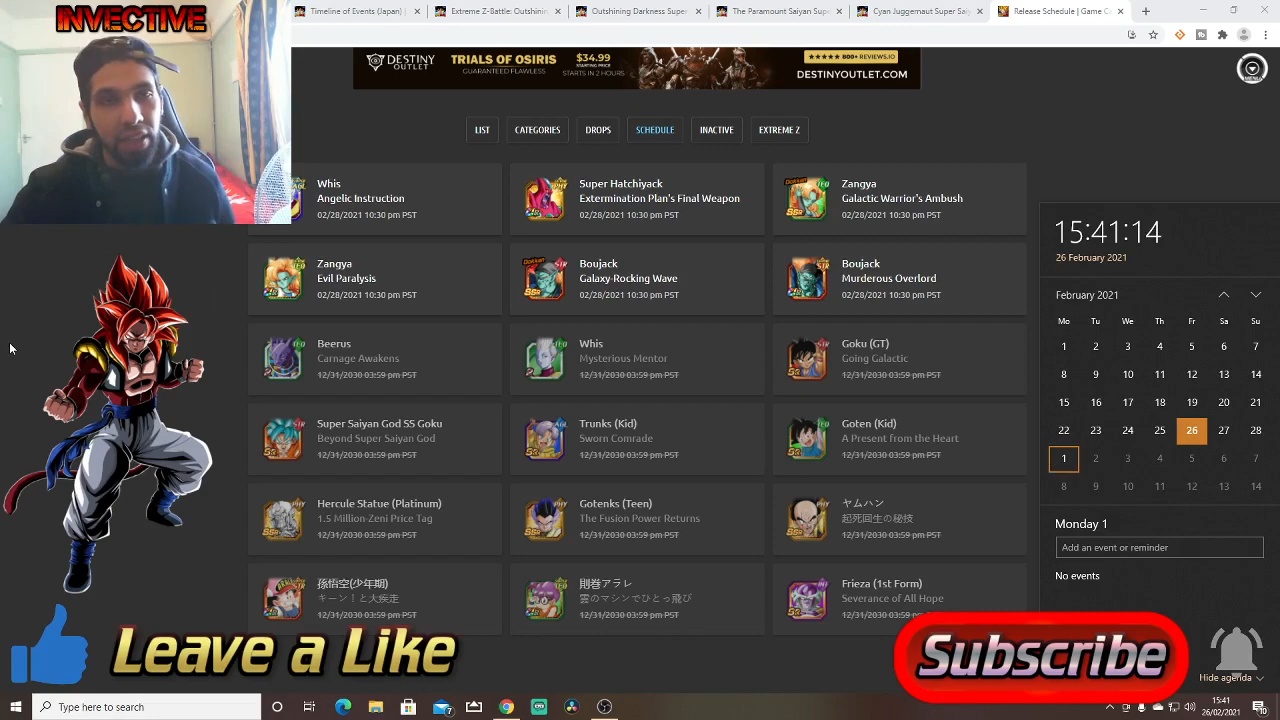 INVECTIVE
Timeline of Events (Japan) | ×
Extreme Z-Battle: Outshinin ×
Outshining Darkness Super ×
The Paths of Evil Super Saiya ×
Cyan Juggernaut Super Saiy ×
Release Schedule | Game Ca ×
DESTINY OUTLET
TRIALS OF OSIRIS
GUARANTEED FLAWLESS
$34.99
STARTING PRICE
STARTS IN 2 HOURS
★★★★★ 800+ REVIEWS.IO
DESTINYOUTLET.COM
MENU
LIST
CATEGORIES
DROPS
SCHEDULE
INACTIVE
EXTREME Z
Whis
Angelic Instruction
02/28/2021 10:30 pm PST
Super Hatchiyack
Extermination Plan's Final Weapon
02/28/2021 10:30 pm PST
Zangya
Galactic Warrior's Ambush
02/28/2021 10:30 pm PST
Zangya
Evil Paralysis
02/28/2021 10:30 pm PST
Boujack
Galaxy-Rocking Wave
02/28/2021 10:30 pm PST
Boujack
Murderous Overlord
02/28/2021 10:30 pm PST
Beerus
Carnage Awakens
12/31/2030 03:59 pm PST
Whis
Mysterious Mentor
12/31/2030 03:59 pm PST
Goku (GT)
Going Galactic
12/31/2030 03:59 pm PST
Super Saiyan God SS Goku
Beyond Super Saiyan God
12/31/2030 03:59 pm PST
Trunks (Kid)
Sworn Comrade
12/31/2030 03:59 pm PST
Goten (Kid)
A Present from the Heart
12/31/2030 03:59 pm PST
Hercule Statue (Platinum)
1.5 Million-Zeni Price Tag
12/31/2030 03:59 pm PST
Gotenks (Teen)
The Fusion Power Returns
12/31/2030 03:59 pm PST
ヤムハン
起死回生の秘技
12/31/2030 03:59 pm PST
孫悟空(少年期)
キーン！と大疾走
12/31/2030 03:59 pm PST
則巻アラレ
雲のマシンでひとっ飛び
12/31/2030 03:59 pm PST
Frieza (1st Form)
Severance of All Hope
12/31/2030 03:59 pm PST
15:41:14
26 February 2021
February 2021
Mo Tu We Th Fr Sa Su
1 2 3 4 5 6 7
8 9 10 11 12 13 14
15 16 17 18 19 20 21
22 23 24 25 26 27 28
1 2 3 4 5 6 7
8 9 10 11 12 13 14
Monday 1
Add an event or reminder
No events
Leave a Like
Subscribe
Hide agenda
Type here to search
15:41
26/02/2021